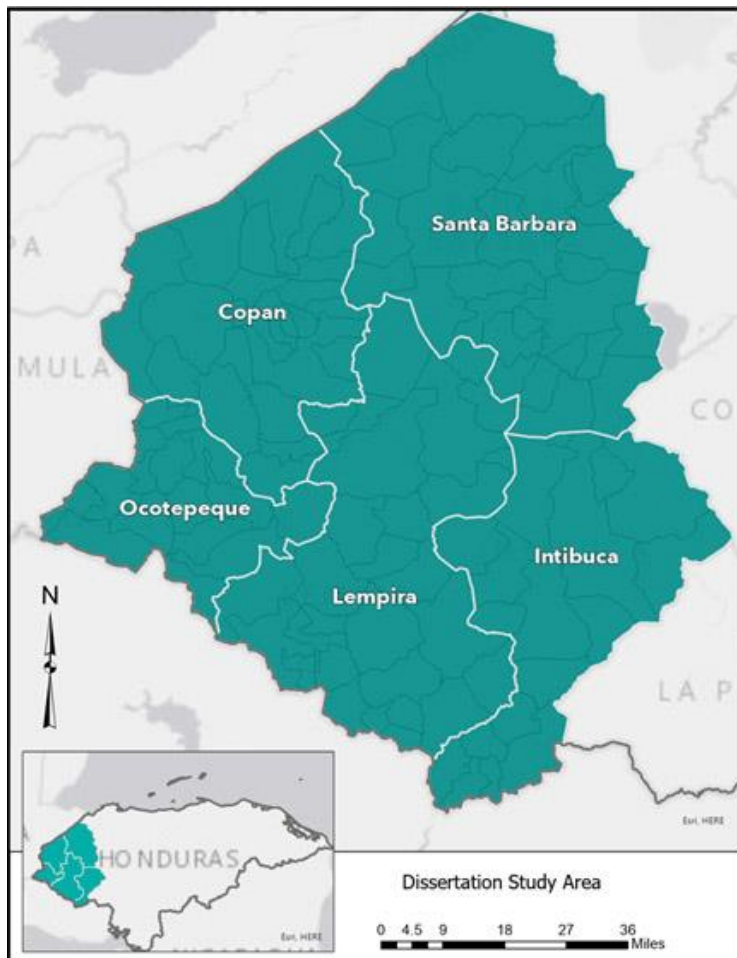 PA
Santa Barbara
Copan
MULA
CO
Ocotepeque
Intibuca
Lempira
N
LA P
Esri, HERE
HONDURAS
Esri, HERE
Dissertation Study Area
0 4.5 9 18 27 36
Miles